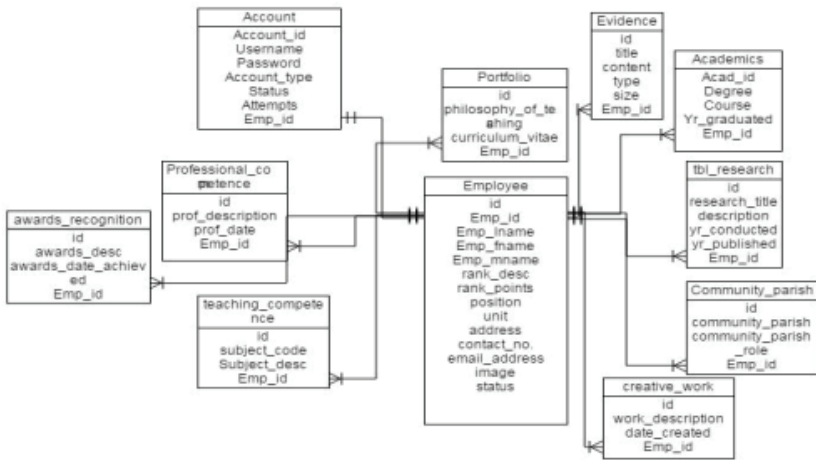 Account
Account_id
Username
Password
Account_type
Status
Attempts
Emp_id
Portfolio
id
philosophy_of_te
curriculum_vitae
Emp_id
Evidence
id
title
content
type
size
Emp_id
Academics
Acad_id
Degree
Course
Yr_graduated
Emp_id
Professional_co
petence
id
prof_description
prof_date
Emp_id
awards_recognition
id
awards_desc
awards_date_achiev
ed
Emp_id
teaching_compete
nce
id
subject_code
Subject_desc
Emp_id
Employee
id
Emp_id
Emp_lname
Emp_fname
Emp_mname
rank_desc
rank_points
position
unit
address
contact_no.
email_address
image
status
tbl_research
id
research_title
description
yr_conducted
yr_published
Emp_id
Community_parish
id
community_parish
community_parish
_role
Emp_id
creative_work
id
work_description
date_created
Emp_id